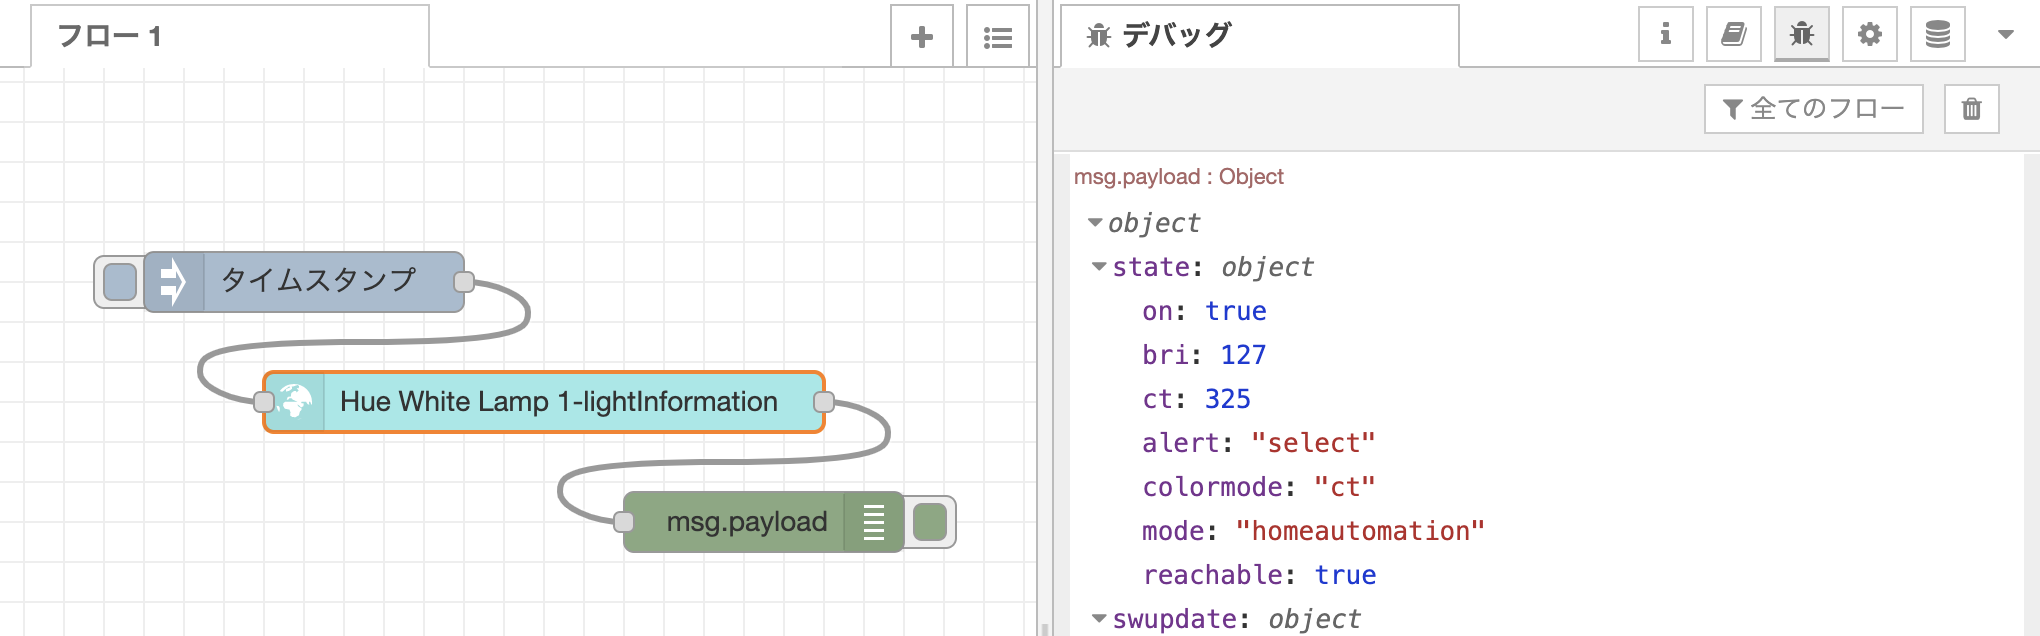 フロー 1
タイムスタンプ
Hue White Lamp 1-lightInformation
msg.payload
デバッグ
全てのフロー
msg.payload : Object
object
state: object
on: true
bri: 127
ct: 325
alert: "select"
colormode: "ct"
mode: "homeautomation"
reachable: true
swupdate: object